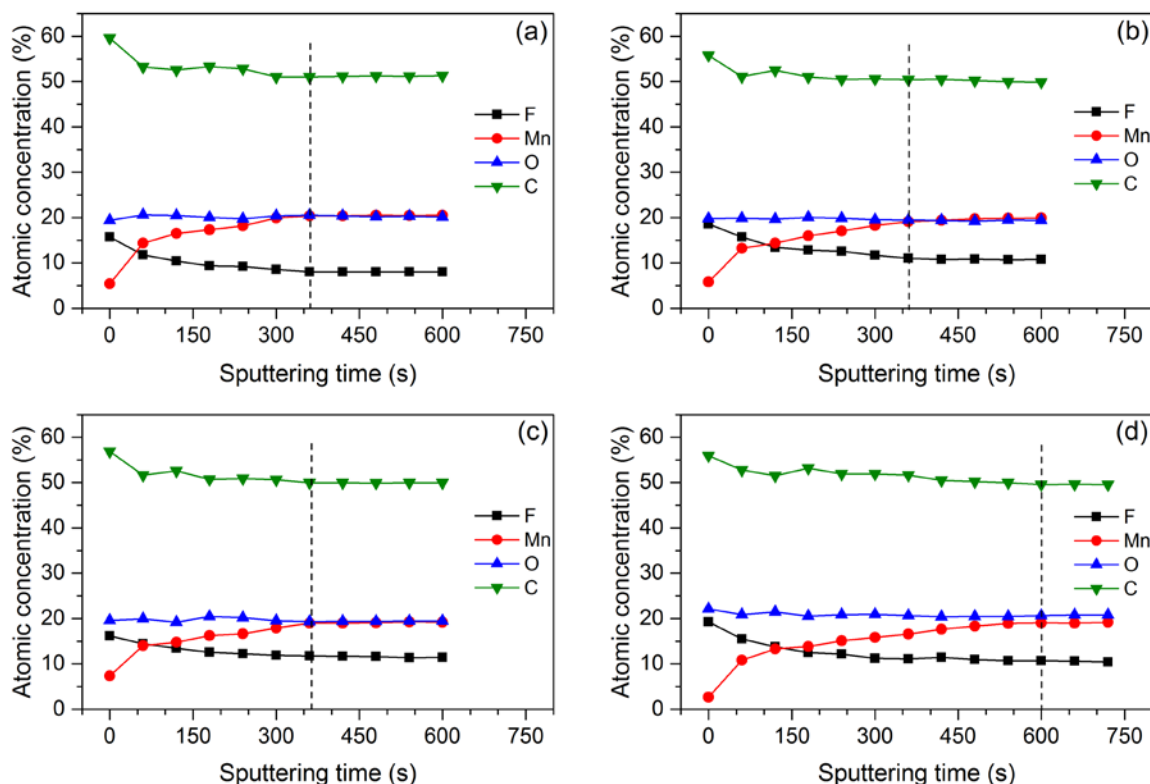 (a)
Atomic concentration (%)
60
50
40
30
20
10
0
F
Mn
O
C
0 150 300 450 600 750
Sputtering time (s)
(b)
Atomic concentration (%)
60
50
40
30
20
10
0
F
Mn
O
C
0 150 300 450 600 750
Sputtering time (s)
(c)
Atomic concentration (%)
60
50
40
30
20
10
0
F
Mn
O
C
0 150 300 450 600 750
Sputtering time (s)
(d)
Atomic concentration (%)
60
50
40
30
20
10
0
F
Mn
O
C
0 150 300 450 600 750
Sputtering time (s)